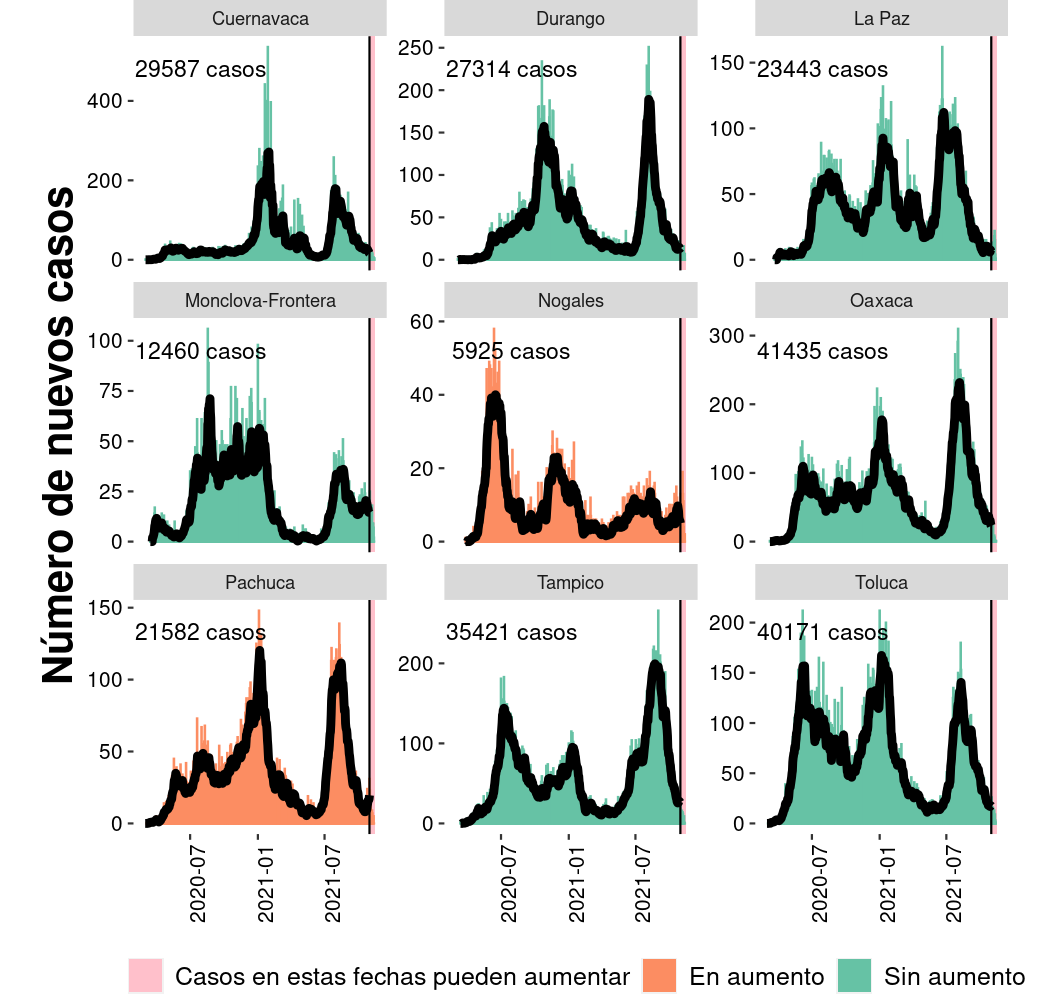 Número de nuevos casos
Cuernavaca
29587 casos
400
200
0
Durango
27314 casos
250
200
150
100
50
0
La Paz
23443 casos
150
100
50
0
Monclova-Frontera
12460 casos
100
75
50
25
0
Nogales
5925 casos
60
40
20
0
Oaxaca
41435 casos
300
200
100
0
Pachuca
21582 casos
150
100
50
0
2020-07
2021-01
2021-07
Tampico
35421 casos
200
100
0
2020-07
2021-01
2021-07
Toluca
40171 casos
200
150
100
50
0
2020-07
2021-01
2021-07
Casos en estas fechas pueden aumentar
En aumento
Sin aumento